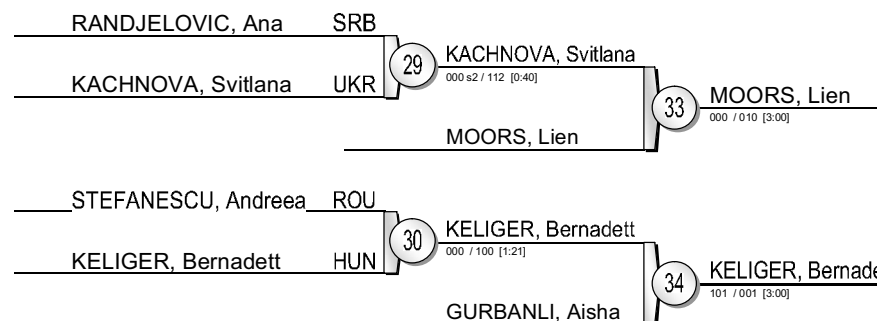 RANDJELOVIC, Ana SRB
29
KACHNOVA, Svitlana
000 s2 / 112 [0:40]
KACHNOVA, Svitlana UKR
33
MOORS, Lien
000 / 010 [3:00]
MOORS, Lien
STEFANESCU, Andreea ROU
30
KELIGER, Bernadett
000 / 100 [1:21]
KELIGER, Bernadett HUN
34
KELIGER, Bernade
101 / 001 [3:00]
GURBANLI, Aisha